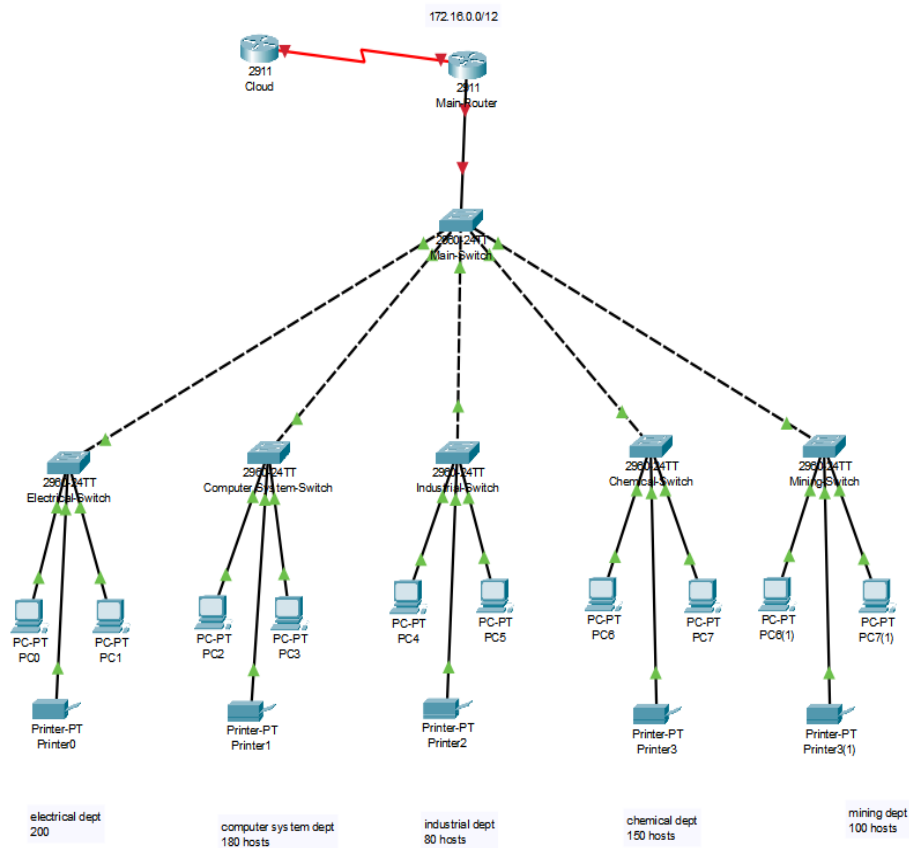 172.16.0.0/12
2911
Cloud
2911
Main-Router
2960-24TT
Main-Switch
2960-24TT
Electrical-Switch
2960-24TT
Computer-System-Switch
2960-24TT
Industrial-Switch
2960-24TT
Chemical-Switch
2960-24TT
Mining-Switch
PC-PT
PC0
PC-PT
PC1
PC-PT
PC2
PC-PT
PC3
PC-PT
PC4
PC-PT
PC5
PC-PT
PC6
PC-PT
PC7
PC-PT
PC6(1)
PC-PT
PC7(1)
Printer-PT
Printer0
Printer-PT
Printer1
Printer-PT
Printer2
Printer-PT
Printer3
Printer-PT
Printer3(1)
electrical dept
200
computer system dept
180 hosts
industrial dept
80 hosts
chemical dept
150 hosts
mining dept
100 hosts